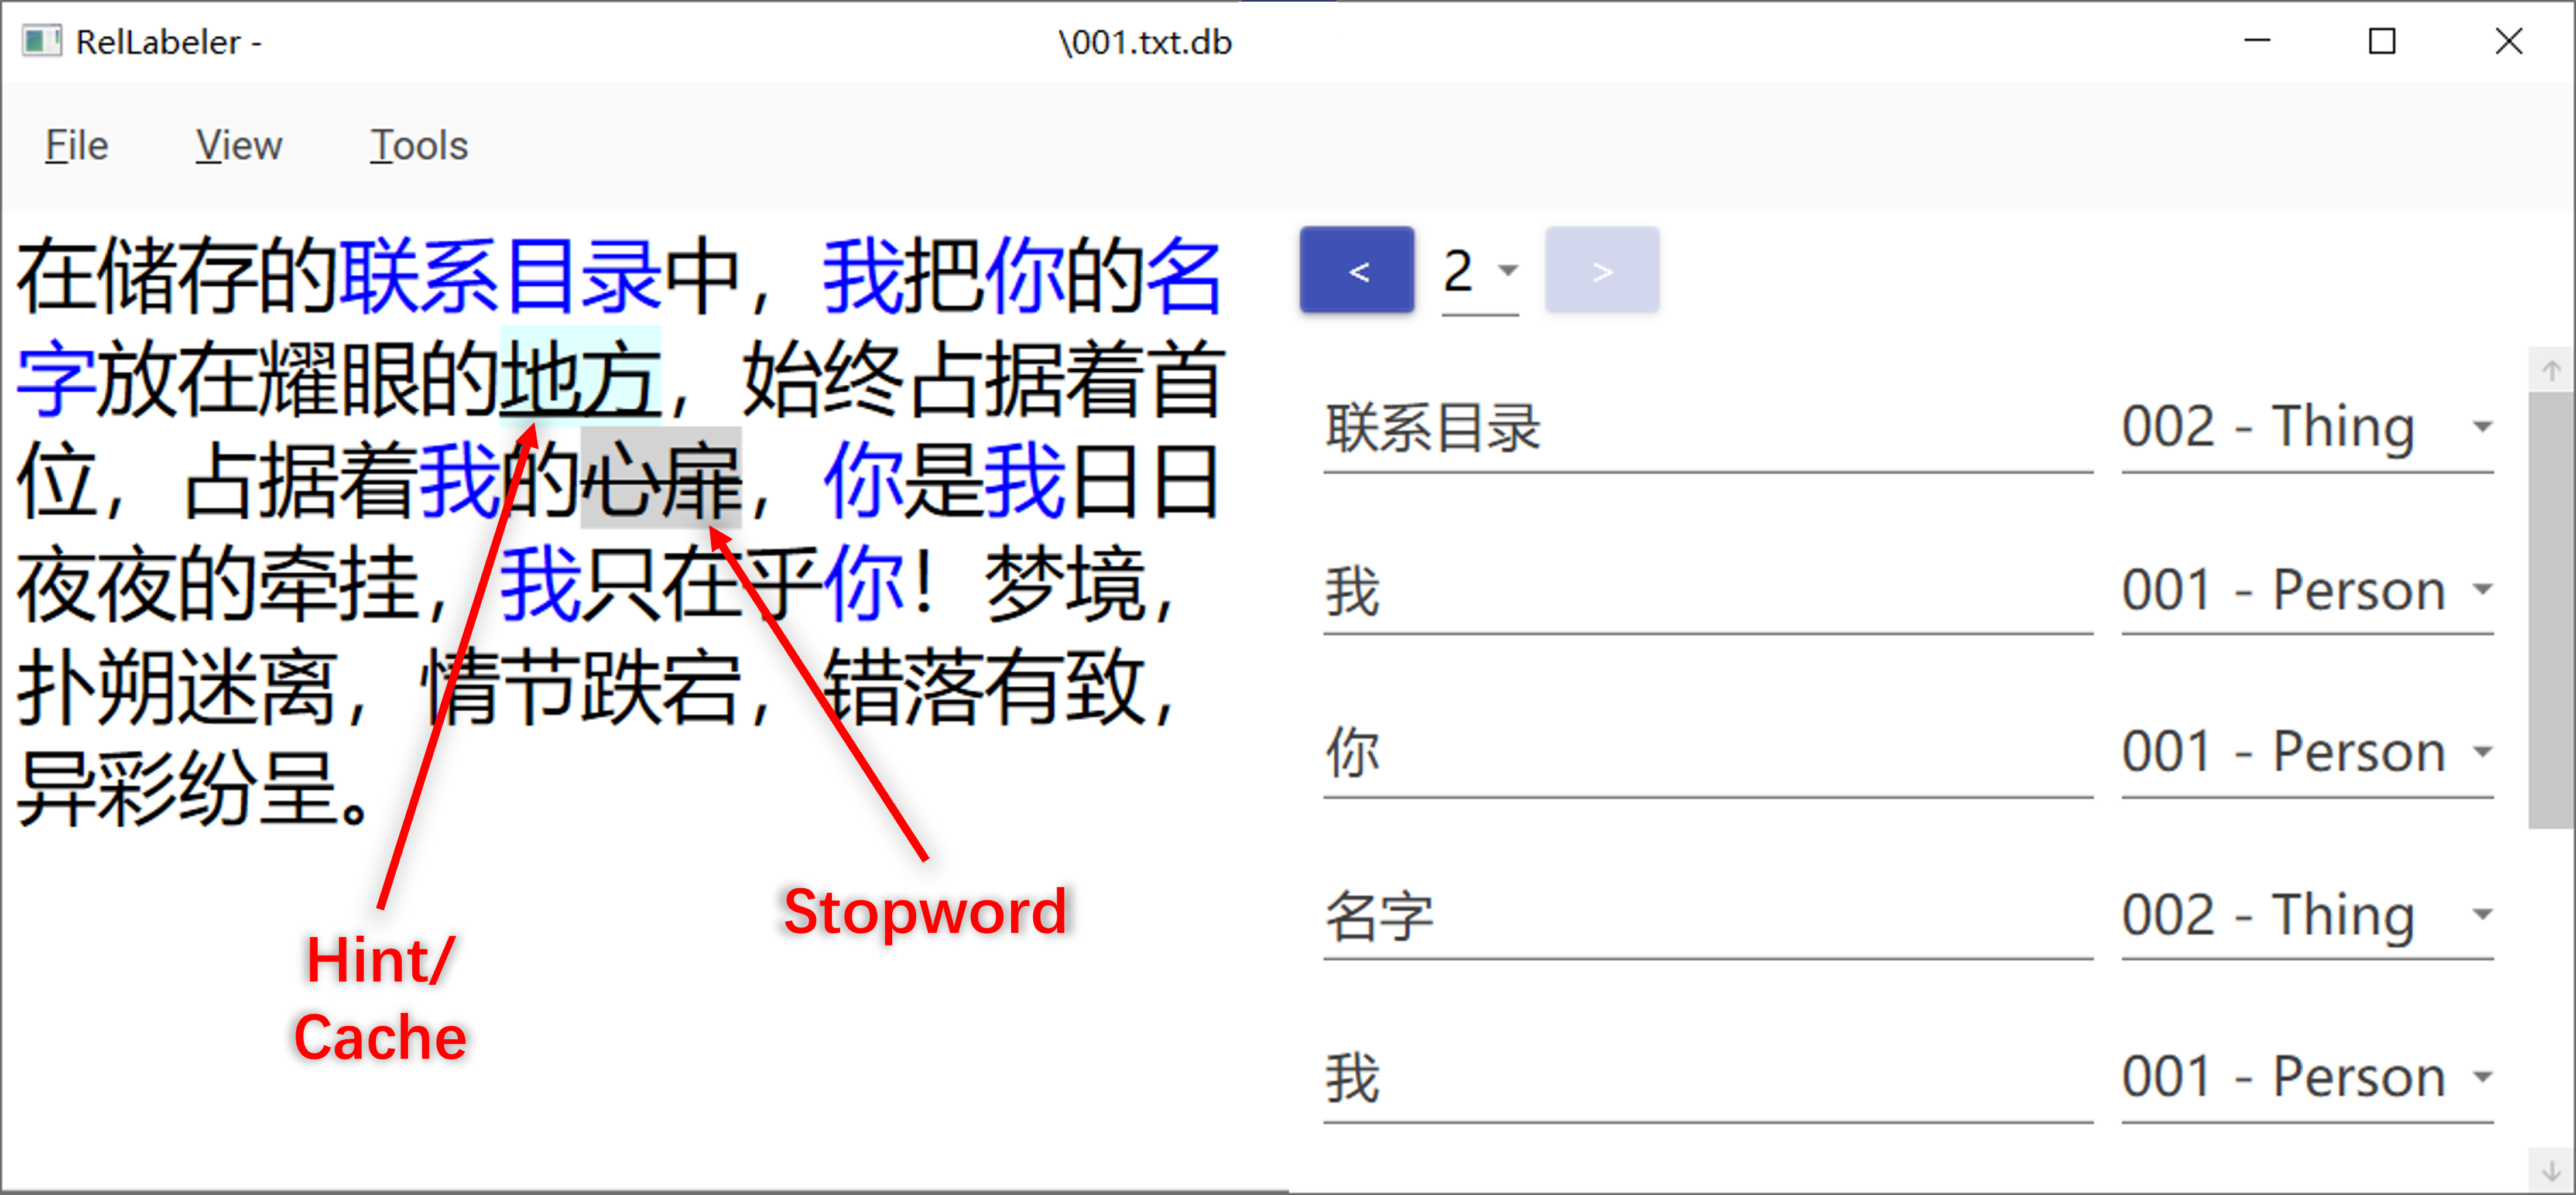 RelLabeler - \001.txt.db
File View Tools
在储存的联系目录中，我把你的名
字放在耀眼的地方，始终占据着首
位，占据着我的心扉，你是我日日
夜夜的牵挂，我只在乎你！梦境，
扑朔迷离，情节跌宕，错落有致，
异彩纷呈。
Hint/
Cache
Stopword
< 2 >
联系目录 002 - Thing
我 001 - Person
你 001 - Person
名字 002 - Thing
我 001 - Person